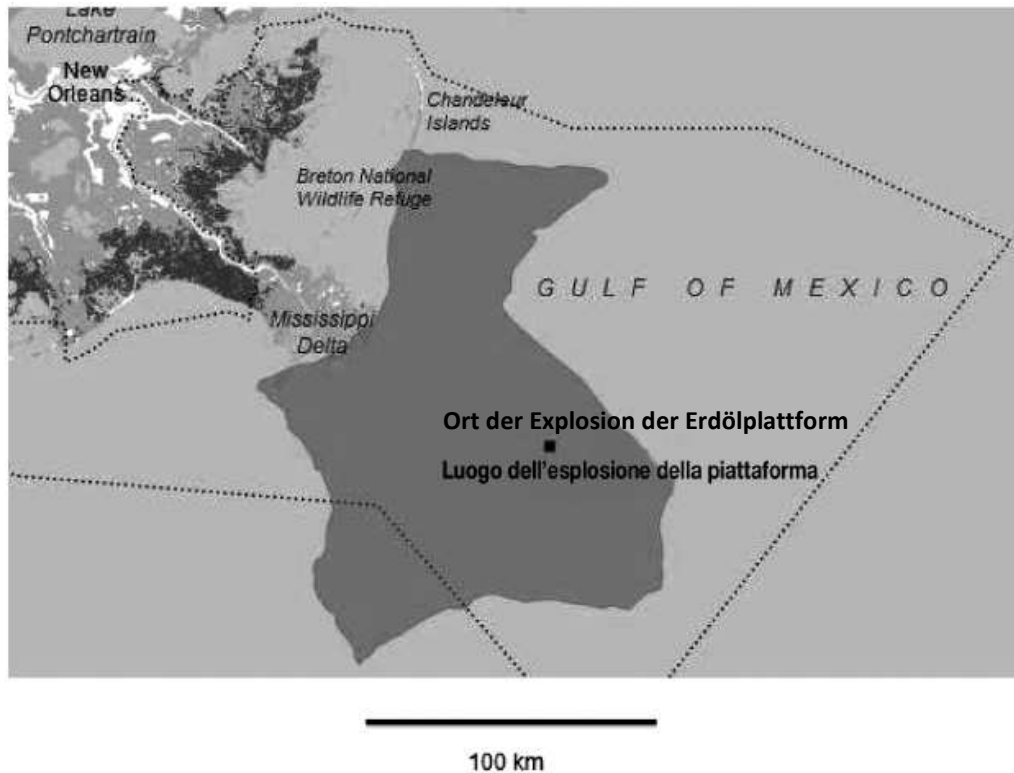 Lake
Pontchartrain
New
Orleans
Chandeleur
Islands
Breton National
Wildlife Refuge
GULF OF MEXICO
Mississippi
Delta
Ort der Explosion der Erdölplattform
Luogo dell'esplosione della piattaforma
100 km